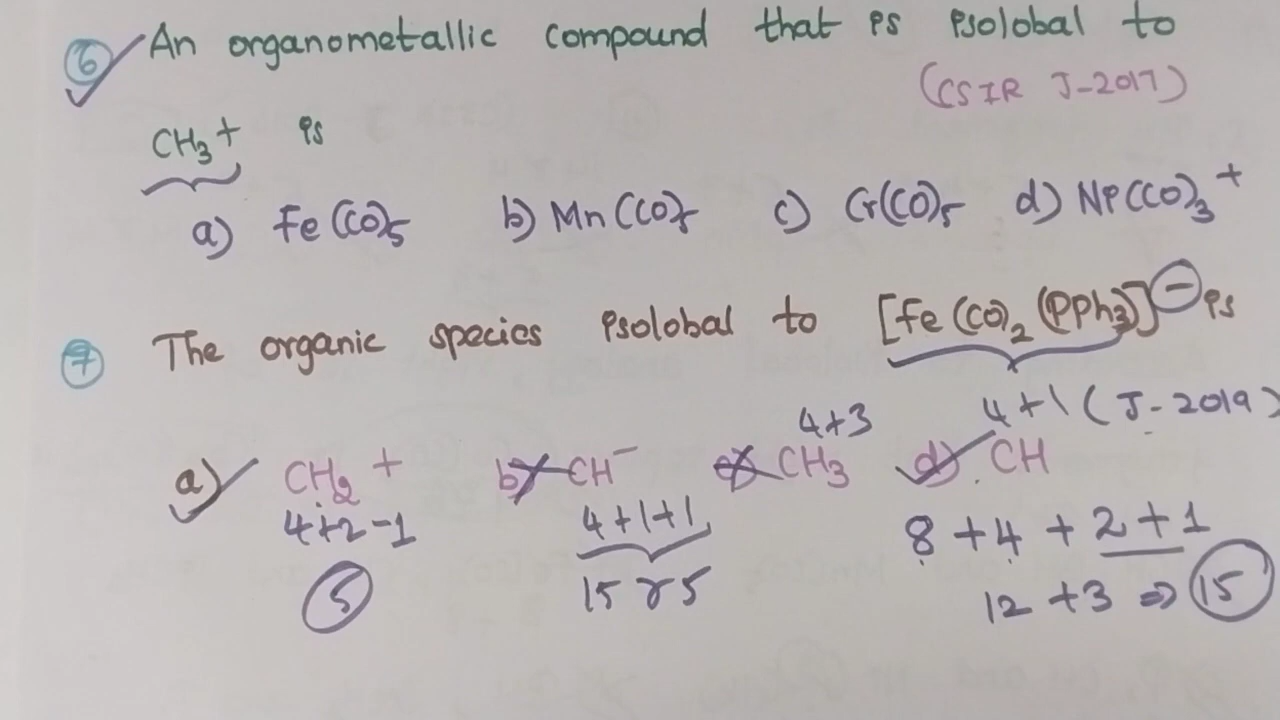 6 An organometallic compound that is isolobal to
(CSIR J-2017)
CH₃+ is
a) Fe(CO)₅ b) Mn(CO)₅ c) Cr(CO)₅ d) Ni(CO)₃⁺
7 The organic species isolobal to [Fe(CO)₂(PPh₃)]⁻ is
4+3 4+1 (J-2019)
a) CH₂+ b) CH⁻ c) CH₃ d) CH
4+2-1 4+1+1 8+4+2+1
5 15 r 5 12+3 ⇒ 15